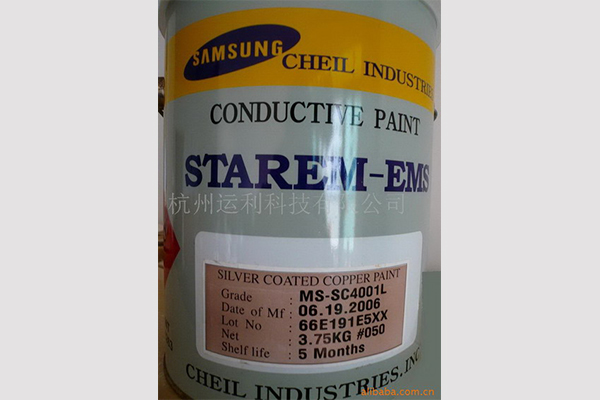 SAMSUNG CHEIL INDUSTRIES
CONDUCTIVE PAINT
STAREM-EMS
杭州运利科技有限公司
SILVER COATED COPPER PAINT
Grade : MS-SC4001L
Date of Mf : 06.19.2006
Lot No : 66E191E5XX
Net : 3.75KG #050
Shelf life : 5 Months
CHEIL INDUSTRIES.INC
alibaba.com.cn